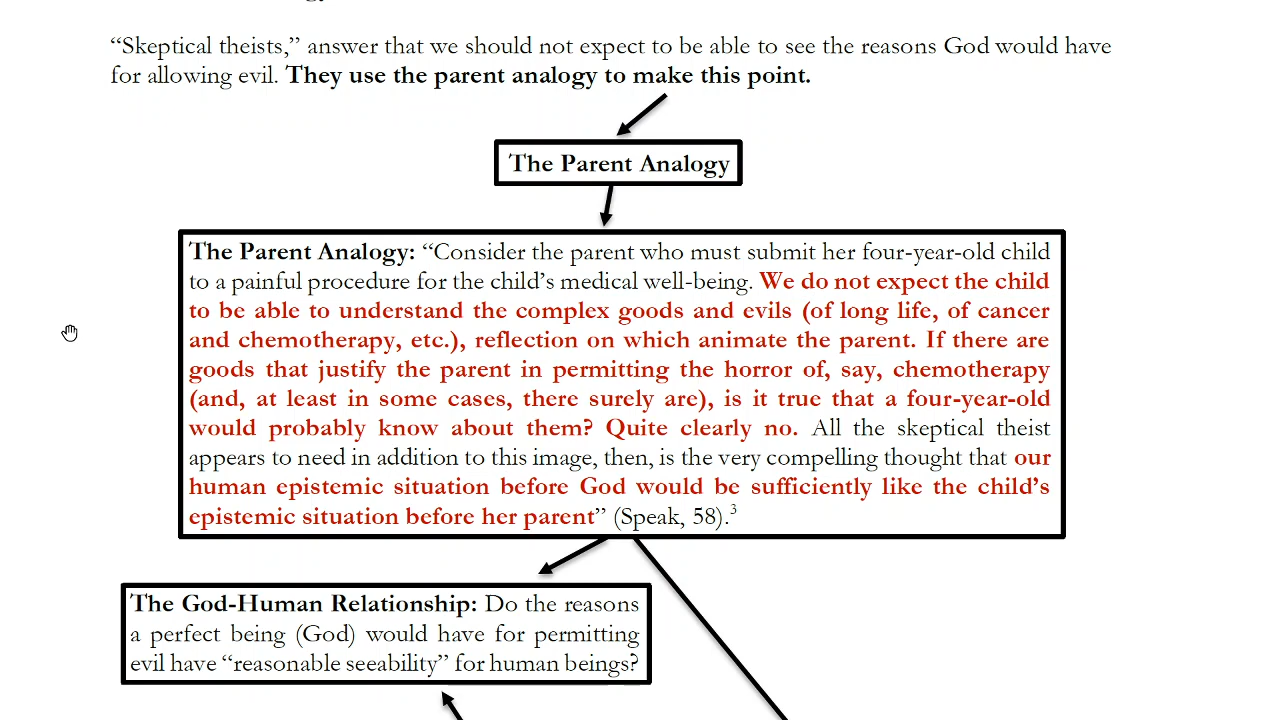 “Skeptical theists,” answer that we should not expect to be able to see the reasons God would have
for allowing evil. They use the parent analogy to make this point.
The Parent Analogy
The Parent Analogy: “Consider the parent who must submit her four-year-old child
to a painful procedure for the child’s medical well-being. We do not expect the child
to be able to understand the complex goods and evils (of long life, of cancer
and chemotherapy, etc.), reflection on which animate the parent. If there are
goods that justify the parent in permitting the horror of, say, chemotherapy
(and, at least in some cases, there surely are), is it true that a four-year-old
would probably know about them? Quite clearly no. All the skeptical theist
appears to need in addition to this image, then, is the very compelling thought that our
human epistemic situation before God would be sufficiently like the child’s
epistemic situation before her parent” (Speak, 58).3
The God-Human Relationship: Do the reasons
a perfect being (God) would have for permitting
evil have “reasonable seeability” for human beings?